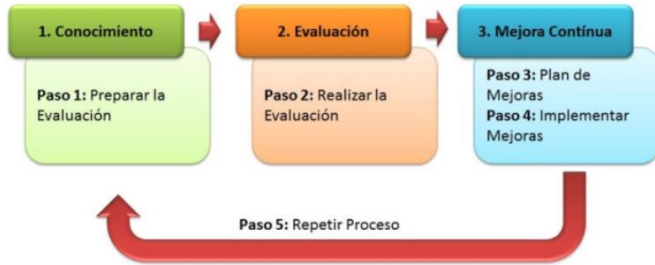 1. Conocimiento
Paso 1: Preparar la
Evaluación
2. Evaluación
Paso 2: Realizar la
Evaluación
3. Mejora Contínua
Paso 3: Plan de
Mejoras
Paso 4: Implementar
Mejoras
Paso 5: Repetir Proceso